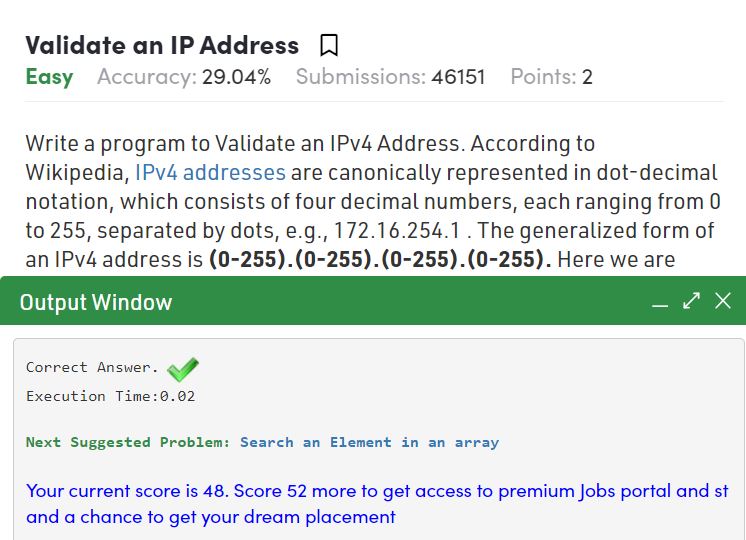 Validate an IP Address
Easy Accuracy: 29.04% Submissions: 46151 Points: 2
Write a program to Validate an IPv4 Address. According to
Wikipedia, IPv4 addresses are canonically represented in dot-decimal
notation, which consists of four decimal numbers, each ranging from 0
to 255, separated by dots, e.g., 172.16.254.1 . The generalized form of
an IPv4 address is (0-255).(0-255).(0-255).(0-255). Here we are
Output Window
Correct Answer.
Execution Time:0.02
Next Suggested Problem: Search an Element in an array
Your current score is 48. Score 52 more to get access to premium Jobs portal and st
and a chance to get your dream placement